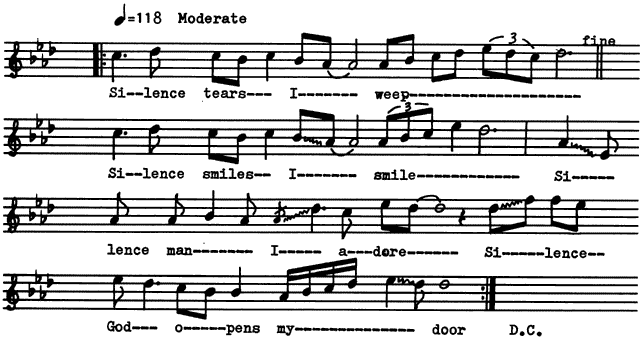 ♩=118 Moderate
fine
3
Si--lence tears--- I------- weep--------------------
3
Si--lence smiles-- I------- smile------------- Si-----
lence man------- I----- a---dore------ Si-----lence--
God--- o-----pens my-------------- door D.C.